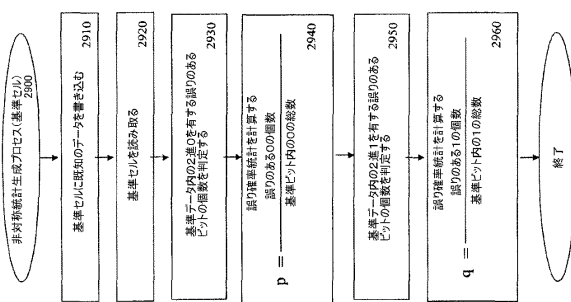 非対称統計生成プロセス(基準セル)
2900
2910
基準セルに既知のデータを書き込む
2920
基準セルを読み取る
2930
基準データ内の2進0を有する誤りのある
ビットの個数を判定する
2940
誤り確率統計を計算する
誤りのある0の個数
p =
基準ビット内の0の総数
2950
基準データ内の2進1を有する誤りのある
ビットの個数を判定する
2960
誤り確率統計を計算する
誤りのある1の個数
q =
基準ビット内の1の総数
終了